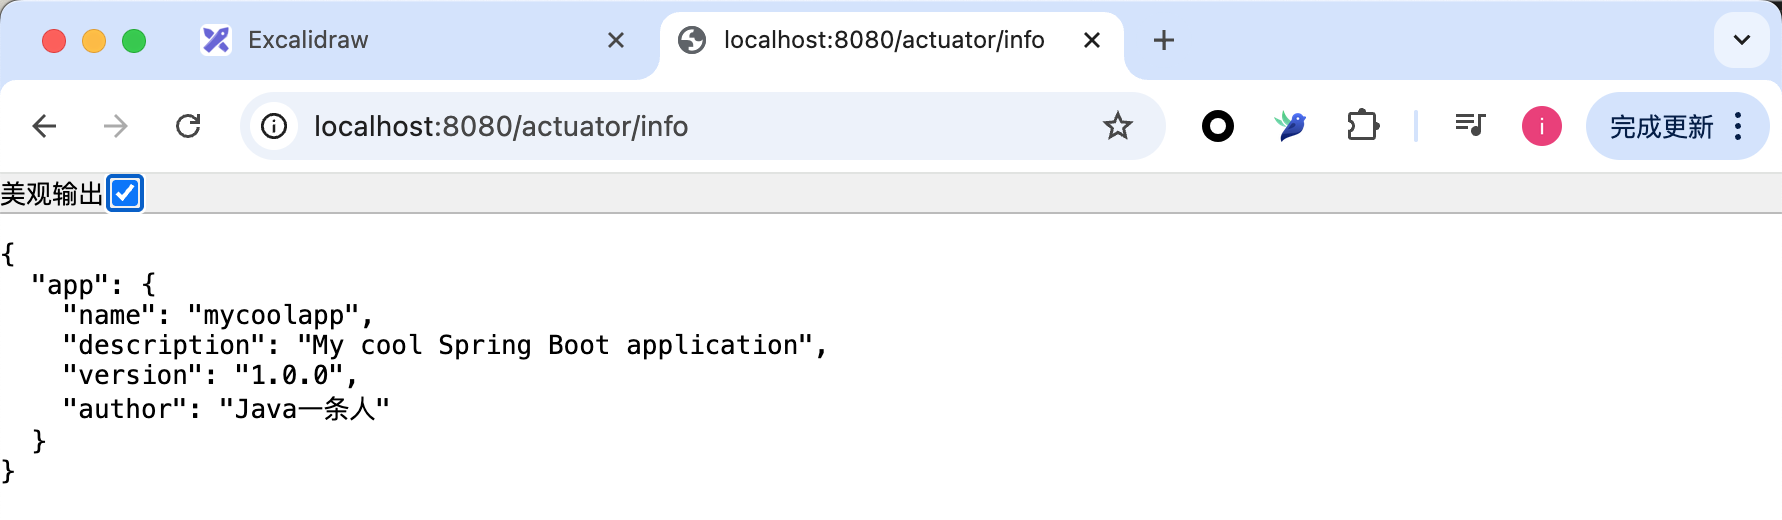 Excalidraw
localhost:8080/actuator/info
localhost:8080/actuator/info
i
完成更新
美观输出
{
  "app": {
    "name": "mycoolapp",
    "description": "My cool Spring Boot application",
    "version": "1.0.0",
    "author": "Java一条人"
  }
}